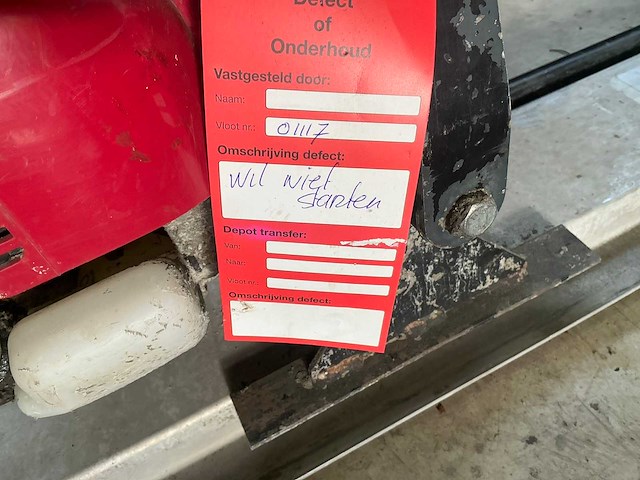 Defect
of
Onderhoud
Vastgesteld door:
Naam:
Vloot nr.: 01117
Omschrijving defect:
Wil niet
starten
Depot transfer:
Van:
Naar:
Vloot nr.:
Omschrijving defect: